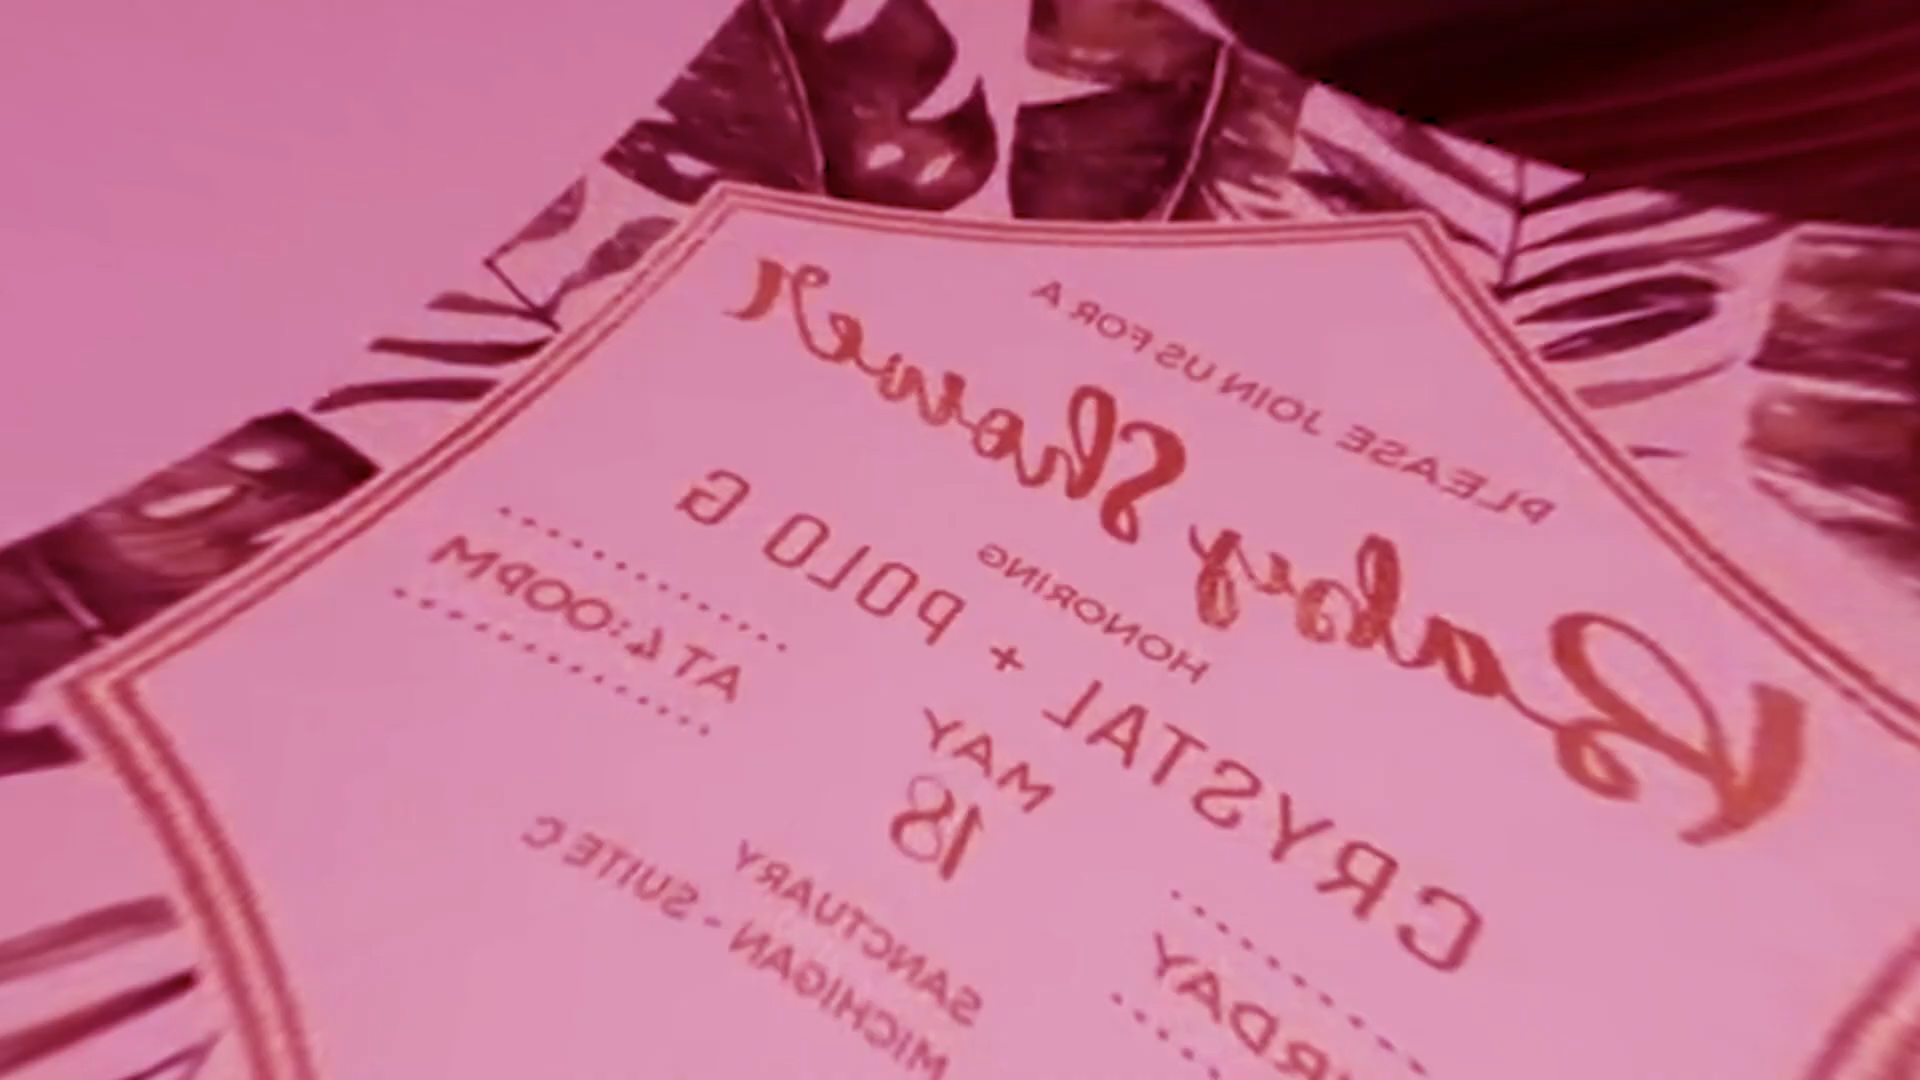 PLEASE JOIN US FOR A
Baby Shower
HONORING
CRYSTAL + POLO G
MAY
18
AT 4:00PM
SANCTUARY
MICHIGAN - SUITE C